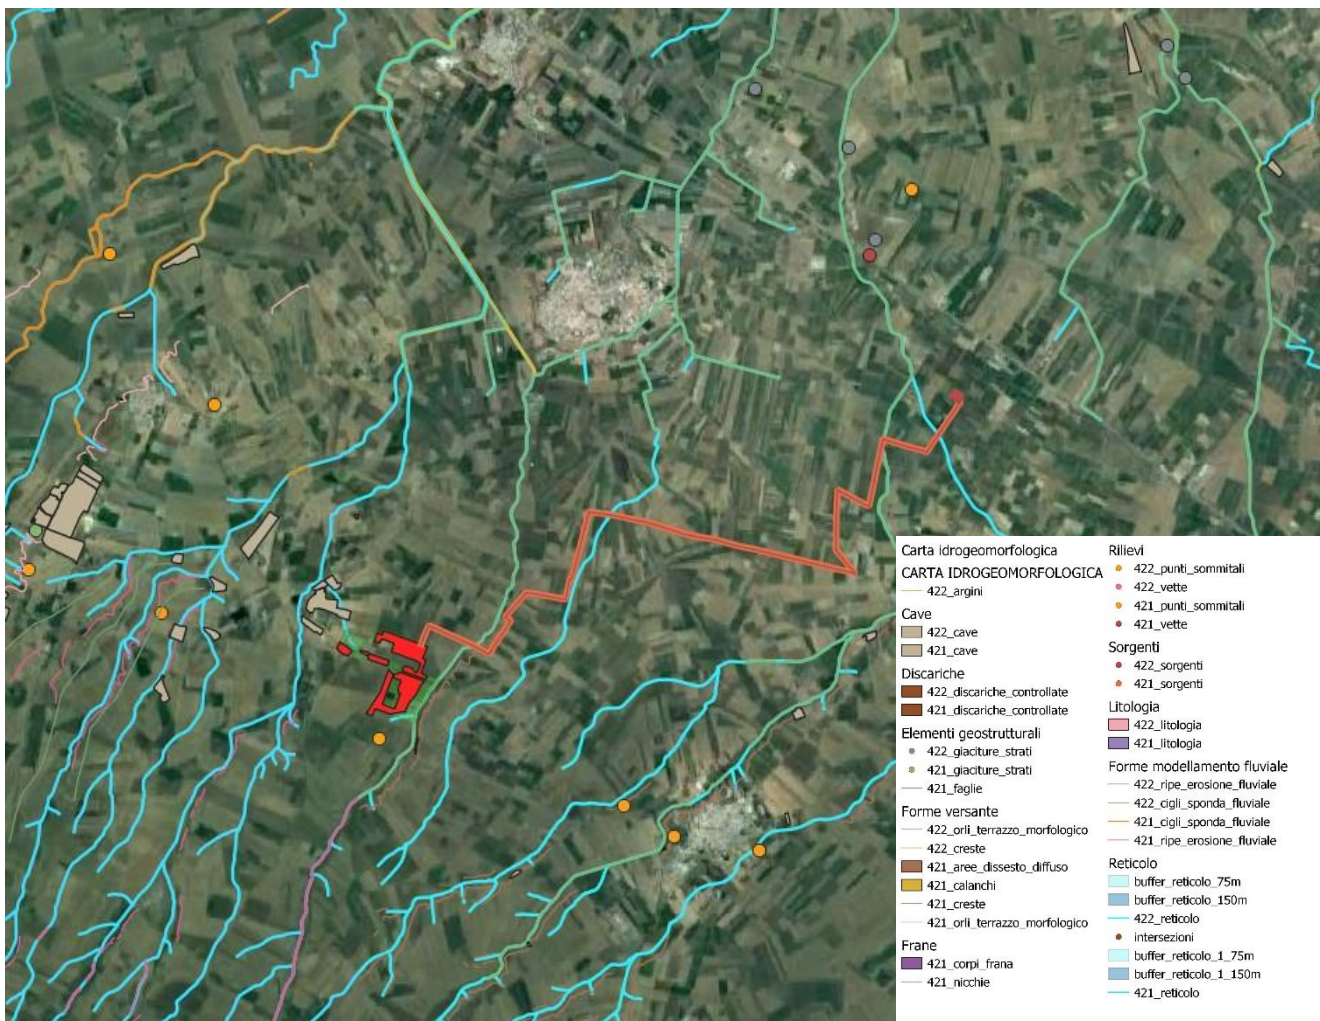 Carta idrogeomorfologica
CARTA IDROGEOMORFOLOGICA
422_argini
Cave
422_cave
421_cave
Discariche
422_discariche_controllate
421_discariche_controllate
Elementi geostrutturali
422_giaciture_strati
421_giaciture_strati
421_faglie
Forme versante
422_orli_terrazzo_morfologico
422_creste
421_aree_dissesto_diffuso
421_calanchi
421_creste
421_orli_terrazzo_morfologico
Frane
421_corpi_frana
421_nicchie
Rilievi
422_punti_sommitali
422_vette
421_punti_sommitali
421_vette
Sorgenti
422_sorgenti
421_sorgenti
Litologia
422_litologia
421_litologia
Forme modellamento fluviale
422_ripe_erosione_fluviale
422_cigli_sponda_fluviale
421_cigli_sponda_fluviale
421_ripe_erosione_fluviale
Reticolo
buffer_reticolo_75m
buffer_reticolo_150m
422_reticolo
intersezioni
buffer_reticolo_1_75m
buffer_reticolo_1_150m
421_reticolo